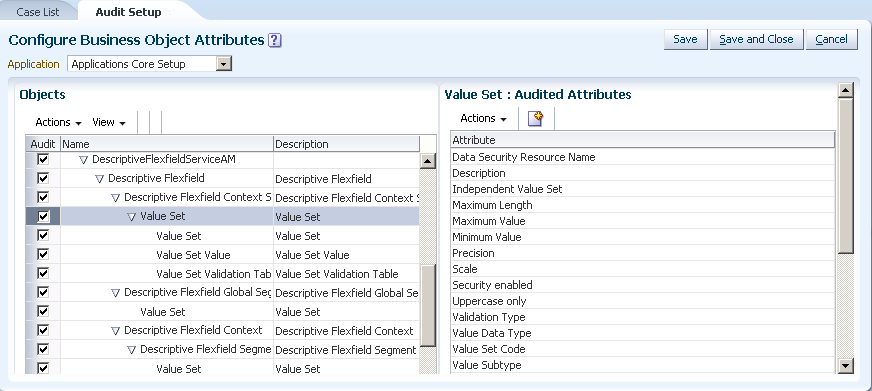 Case List Audit Setup
Configure Business Object Attributes ? Save Save and Close Cancel
Application Applications Core Setup
Objects
Actions View
Audit Name Description
DescriptiveFlexfieldServiceAM
Descriptive Flexfield Descriptive Flexfield
Descriptive Flexfield Context S Descriptive Flexfield Context S
Value Set Value Set
Value Set Value Set
Value Set Value Value Set Value
Value Set Validation Tab Value Set Validation Table
Descriptive Flexfield Global Seg Descriptive Flexfield Global Se
Value Set Value Set
Descriptive Flexfield Context Descriptive Flexfield Context
Descriptive Flexfield Segme Descriptive Flexfield Segment
Value Set Value Set
Value Set : Audited Attributes
Actions
Attribute
Data Security Resource Name
Description
Independent Value Set
Maximum Length
Maximum Value
Minimum Value
Precision
Scale
Security enabled
Uppercase only
Validation Type
Value Data Type
Value Set Code
Value Subtype